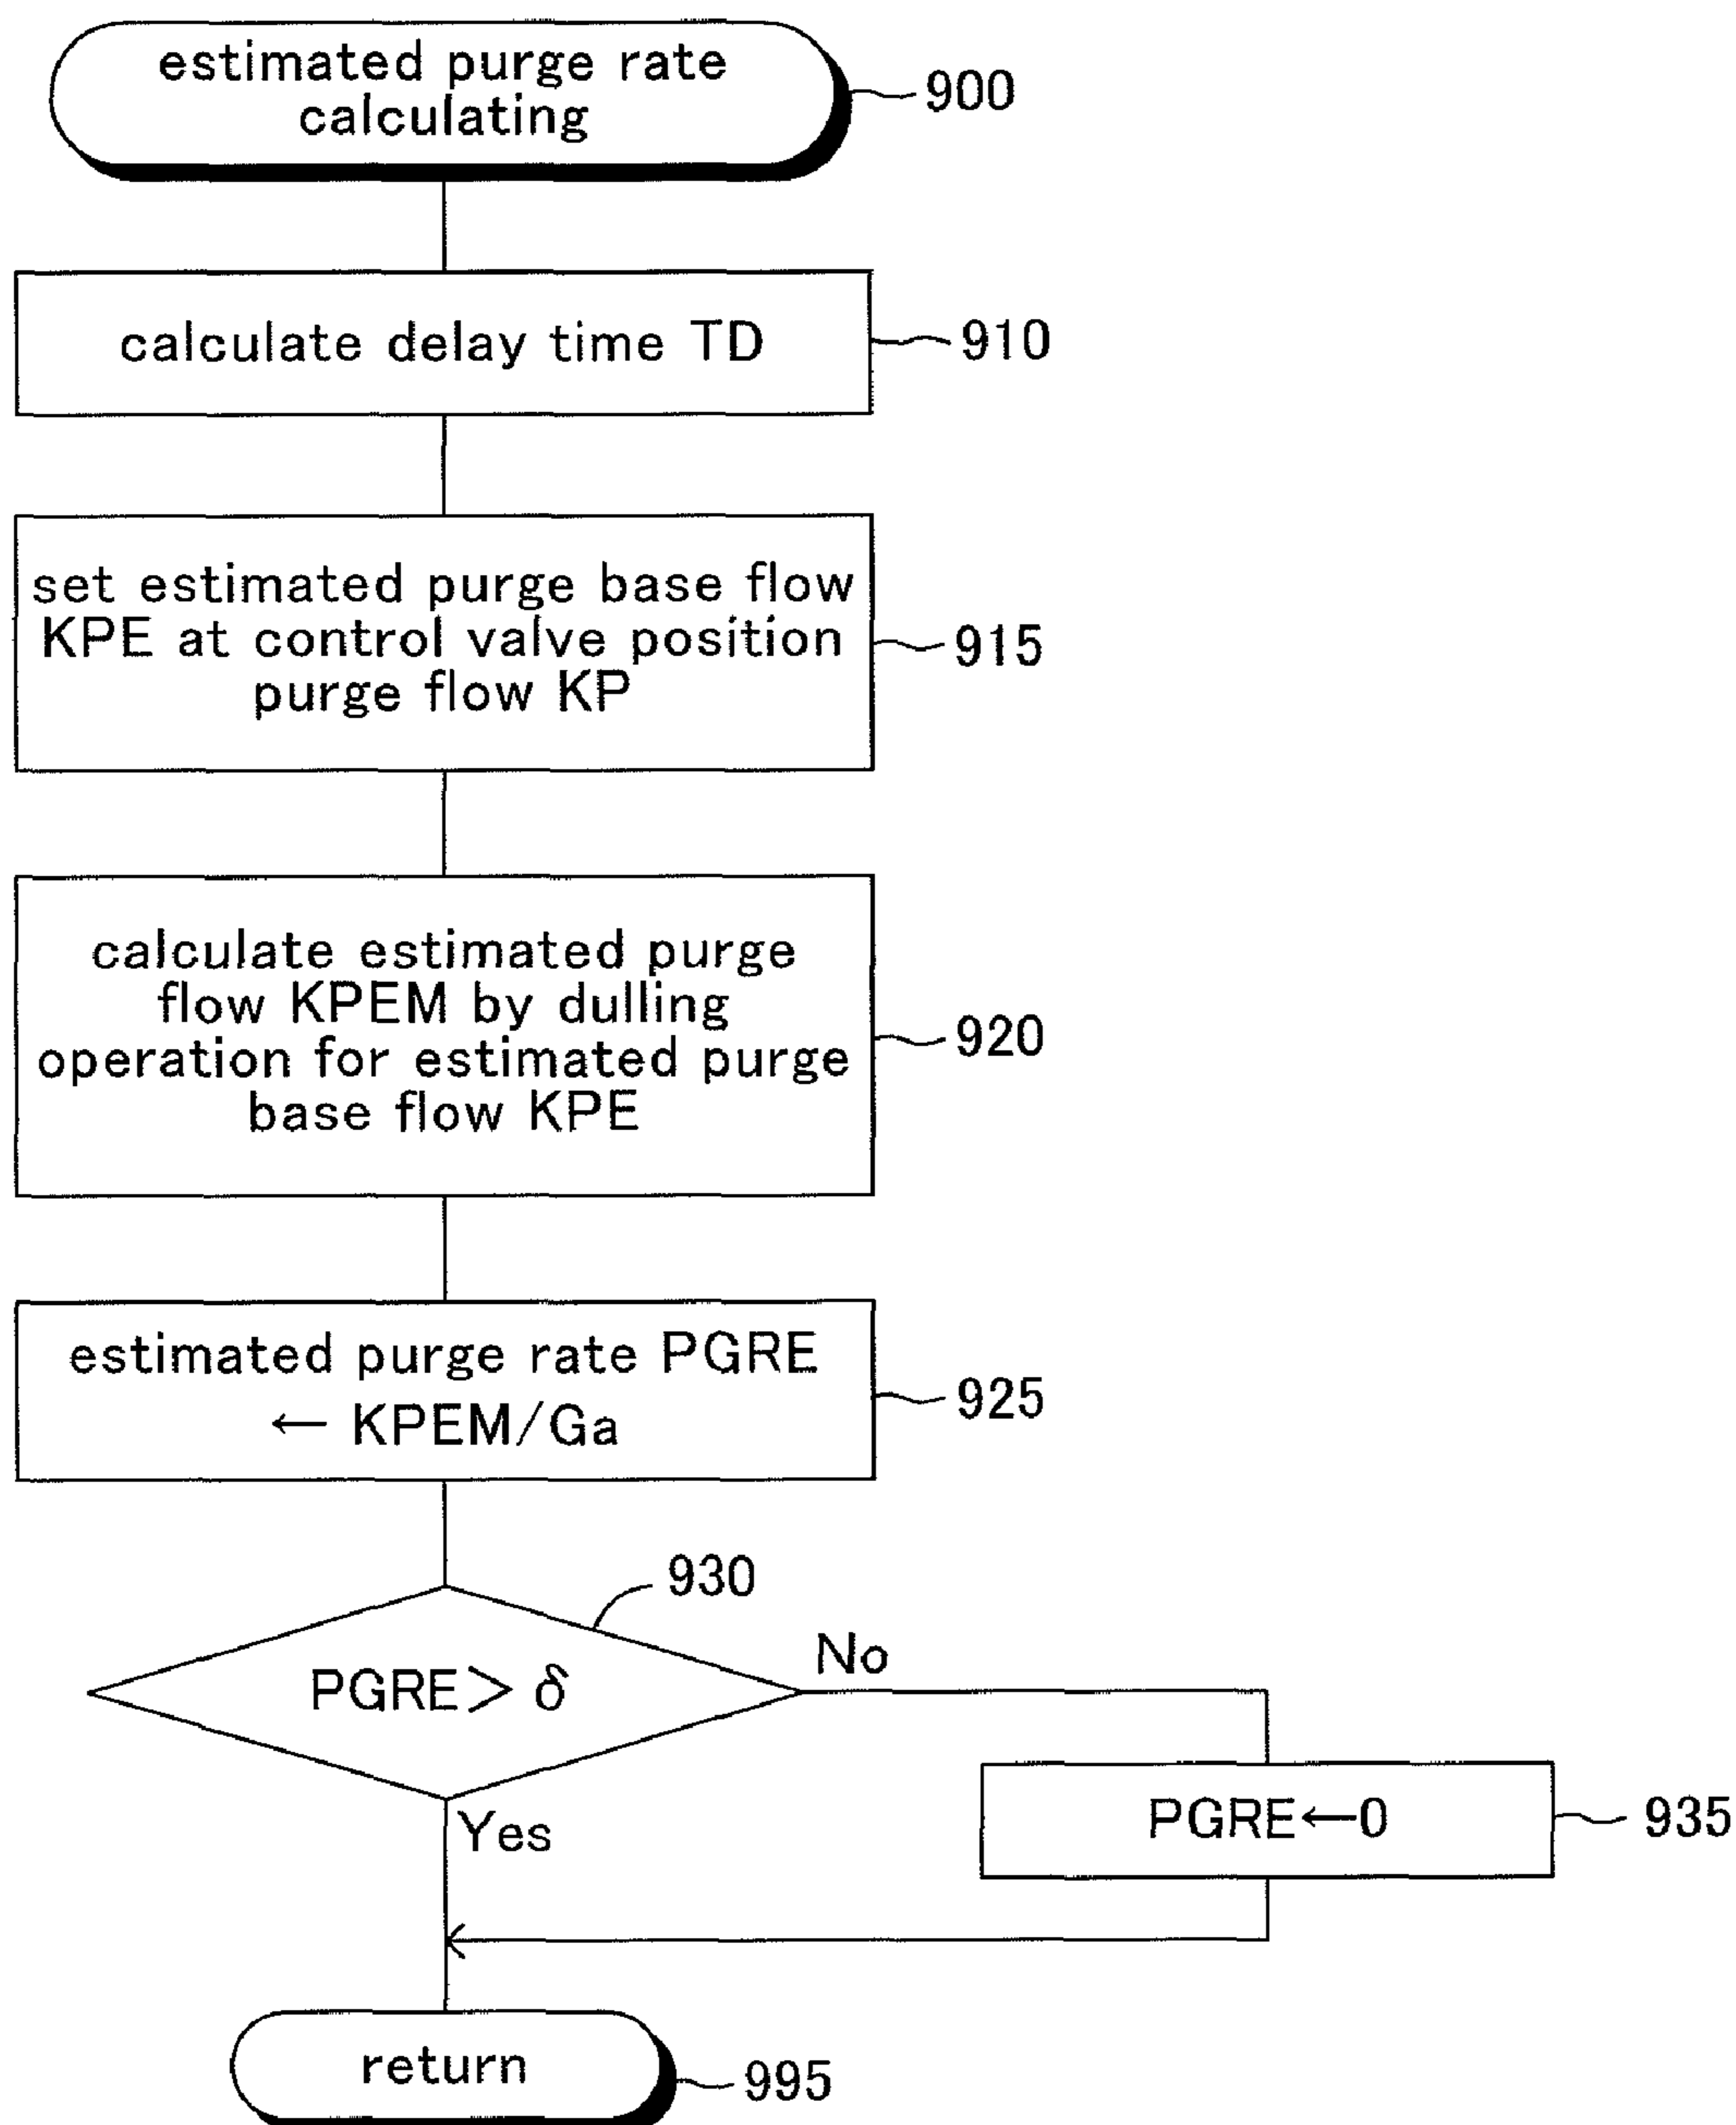 estimated purge rate
calculating
900
calculate delay time TD
910
set estimated purge base flow
KPE at control valve position
purge flow KP
915
calculate estimated purge
flow KPEM by dulling
operation for estimated purge
base flow KPE
920
estimated purge rate PGRE
← KPEM/Ga
925
930
PGRE > δ
No
Yes
PGRE←0
935
return
995